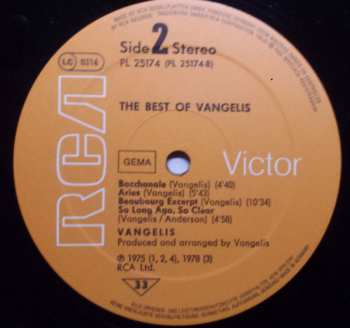 Side 2 Stereo
PL 25174 (PL 25174-B)
LC 0316
THE BEST OF VANGELIS
RCA
GEMA
Victor
Bacchanale (Vangelis) (4'40)
Aries (Vangelis) (5'43)
Beaubourg Excerpt (Vangelis) (10'34)
So Long Ago, So Clear
(Vangelis / Anderson) (4'58)
VANGELIS
Produced and arranged by Vangelis
℗ 1975 (1, 2, 4), 1978 (3)
RCA Ltd.
33